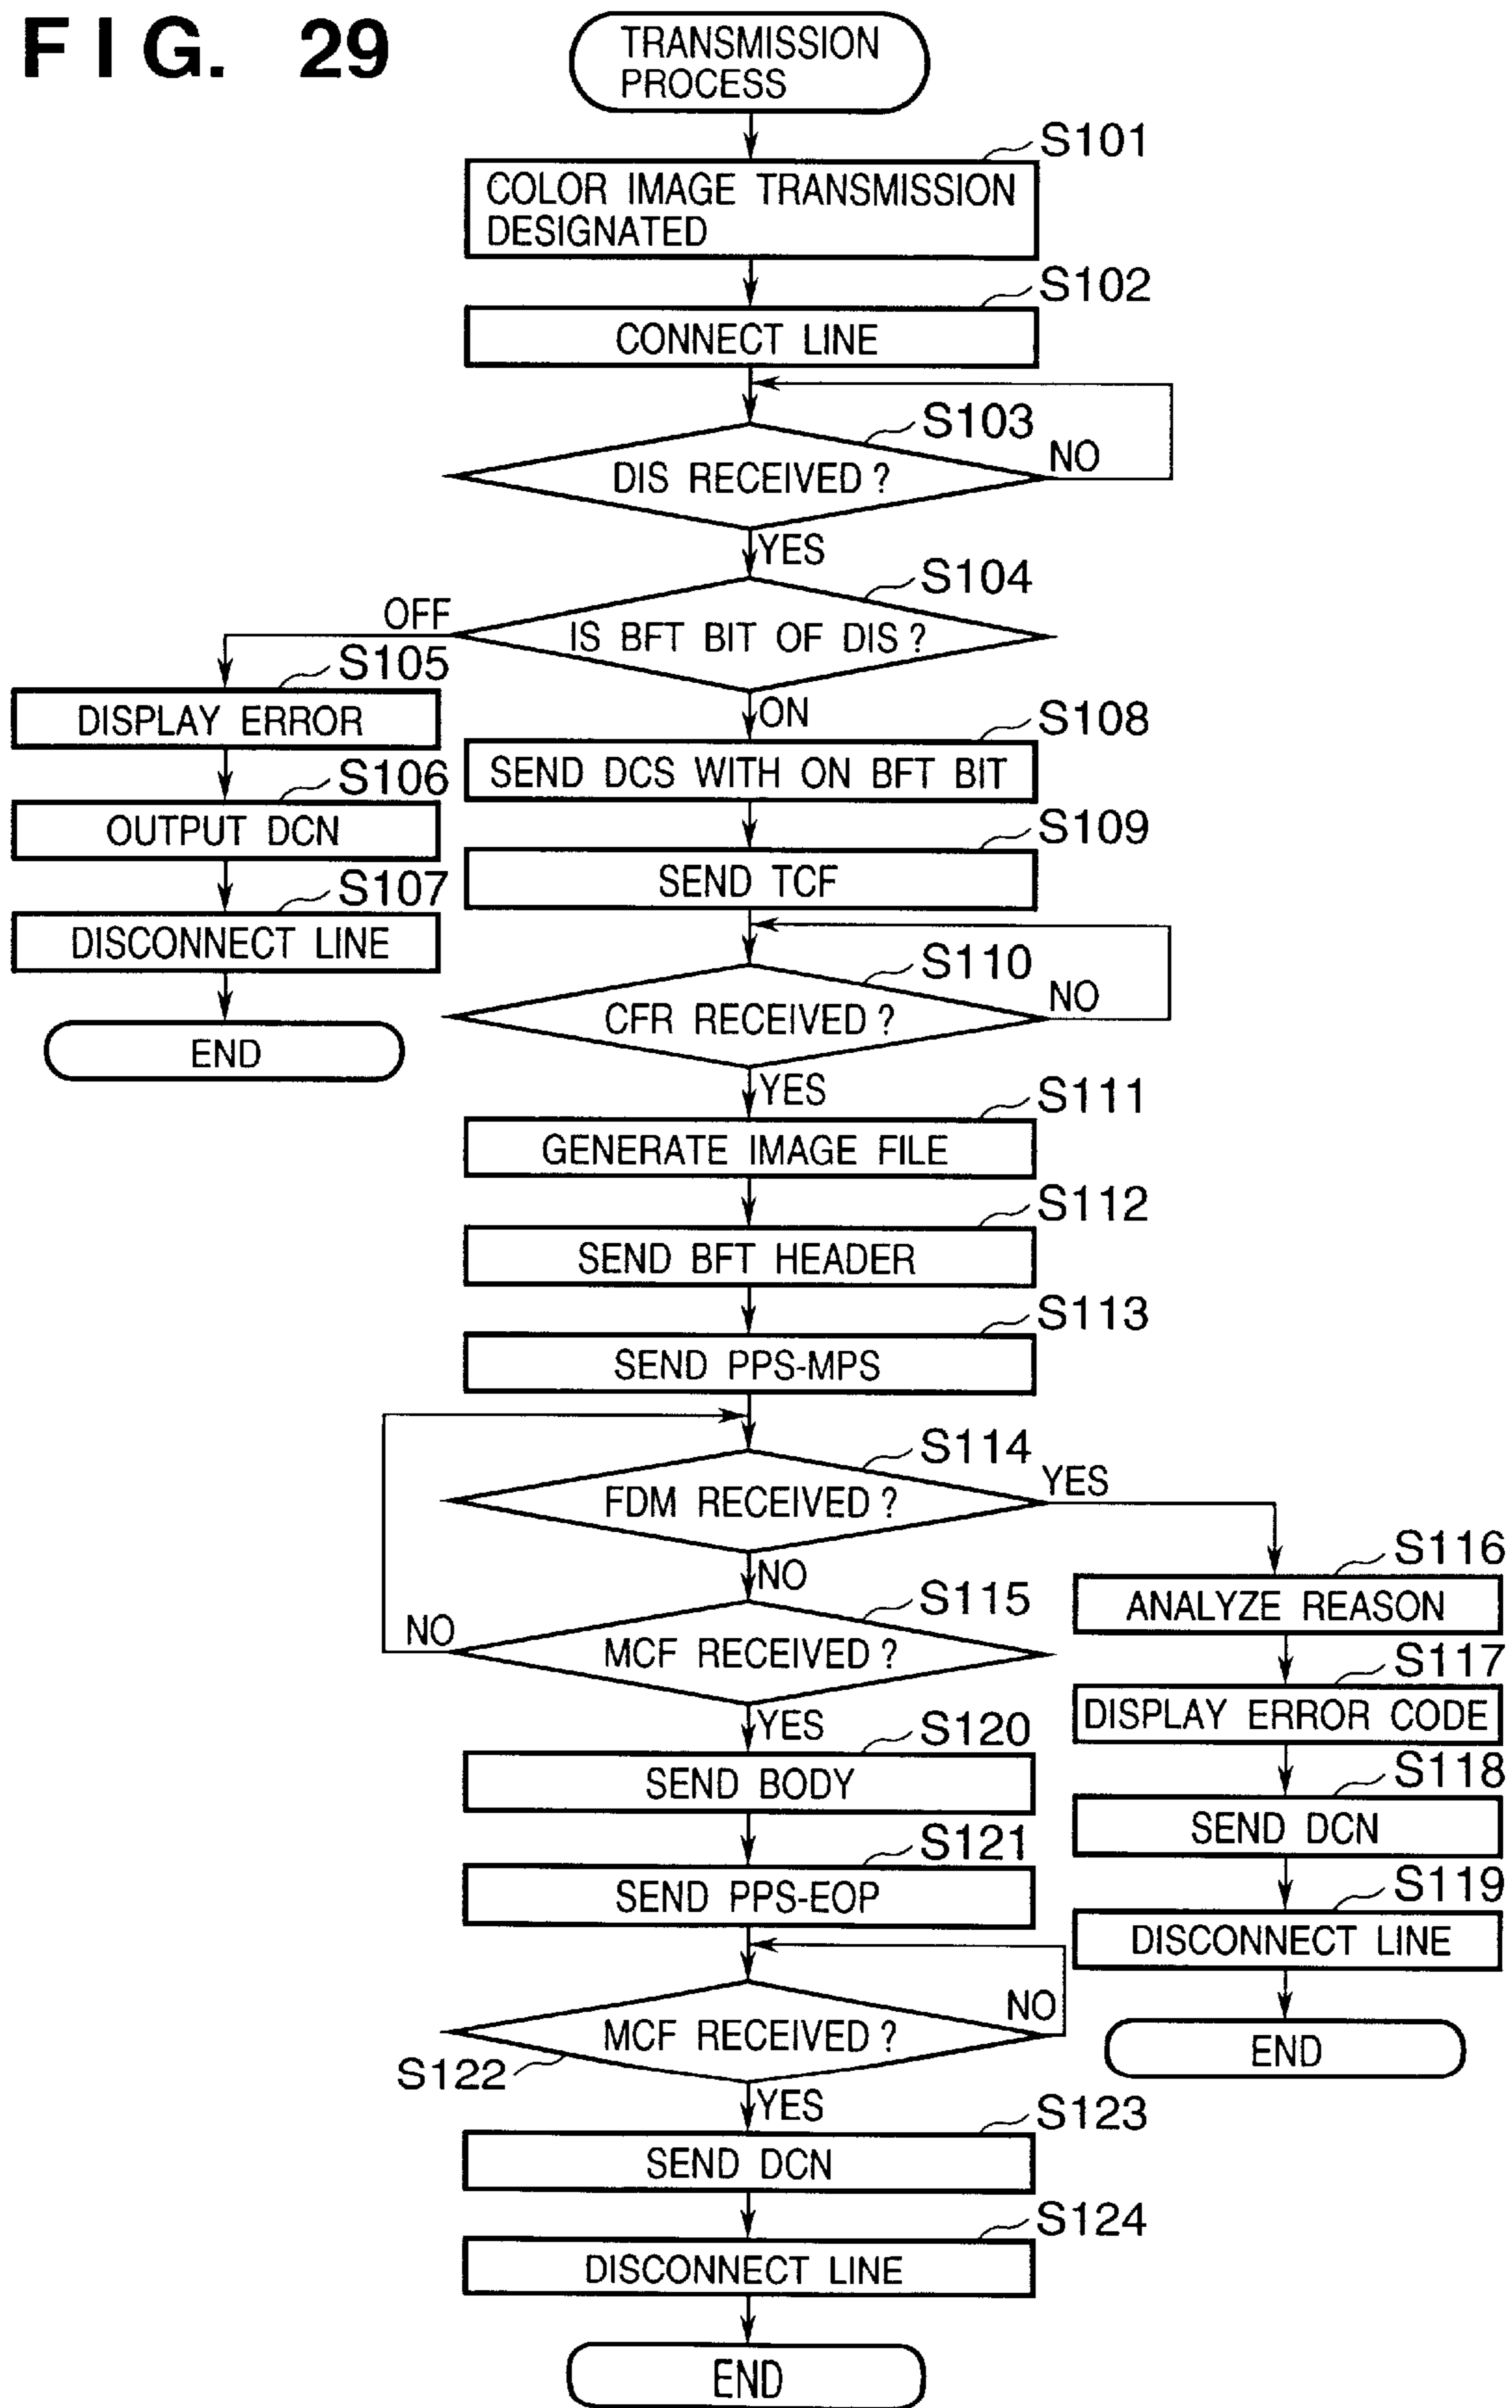 FIG. 29
TRANSMISSION
PROCESS
S101
COLOR IMAGE TRANSMISSION
DESIGNATED
S102
CONNECT LINE
S103
DIS RECEIVED?
NO
YES
S104
OFF
IS BFT BIT OF DIS?
ON
S105
DISPLAY ERROR
S106
OUTPUT DCN
S107
DISCONNECT LINE
END
S108
SEND DCS WITH ON BFT BIT
S109
SEND TCF
S110
CFR RECEIVED?
NO
YES
S111
GENERATE IMAGE FILE
S112
SEND BFT HEADER
S113
SEND PPS-MPS
S114
FDM RECEIVED?
YES
NO
S115
MCF RECEIVED?
NO
YES
S116
ANALYZE REASON
S117
DISPLAY ERROR CODE
S118
SEND DCN
S119
DISCONNECT LINE
END
S120
SEND BODY
S121
SEND PPS-EOP
MCF RECEIVED?
NO
S122
YES
S123
SEND DCN
S124
DISCONNECT LINE
END